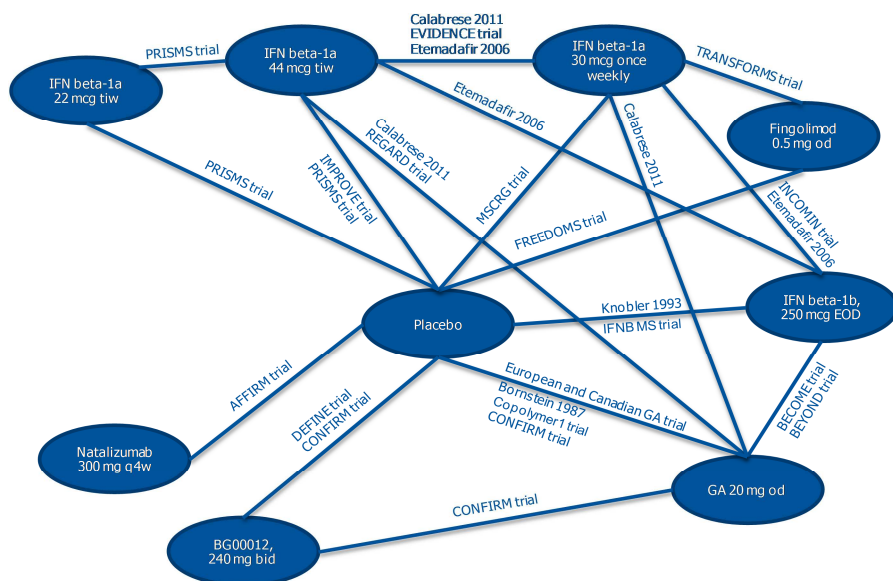 Calabrese 2011
EVIDENCE trial
Etemadafir 2006
PRISMS trial
IFN beta-1a
44 mcg tiw
IFN beta-1a
30 mcg once
weekly
TRANSFORMS trial
IFN beta-1a
22 mcg tiw
Etemadafir 2006
Fingolimod
0.5 mg od
PRISMS trial
IMPROVE trial
PRISMS trial
Calabrese 2011
REGARD trial
MSCRG trial
Calabrese 2011
FREEDOMS trial
INCOMIN trial
Etemadafir 2006
Placebo
Knobler 1993
IFNB MS trial
IFN beta-1b,
250 mcg EOD
AFFIRM trial
DEFINE trial
CONFIRM trial
European and Canadian GA trial
Bornstein 1987
Copolymer1 trial
CONFIRM trial
BECOME trial
BEYOND trial
Natalizumab
300 mg q4w
GA 20 mg od
CONFIRM trial
BG00012,
240 mg bid